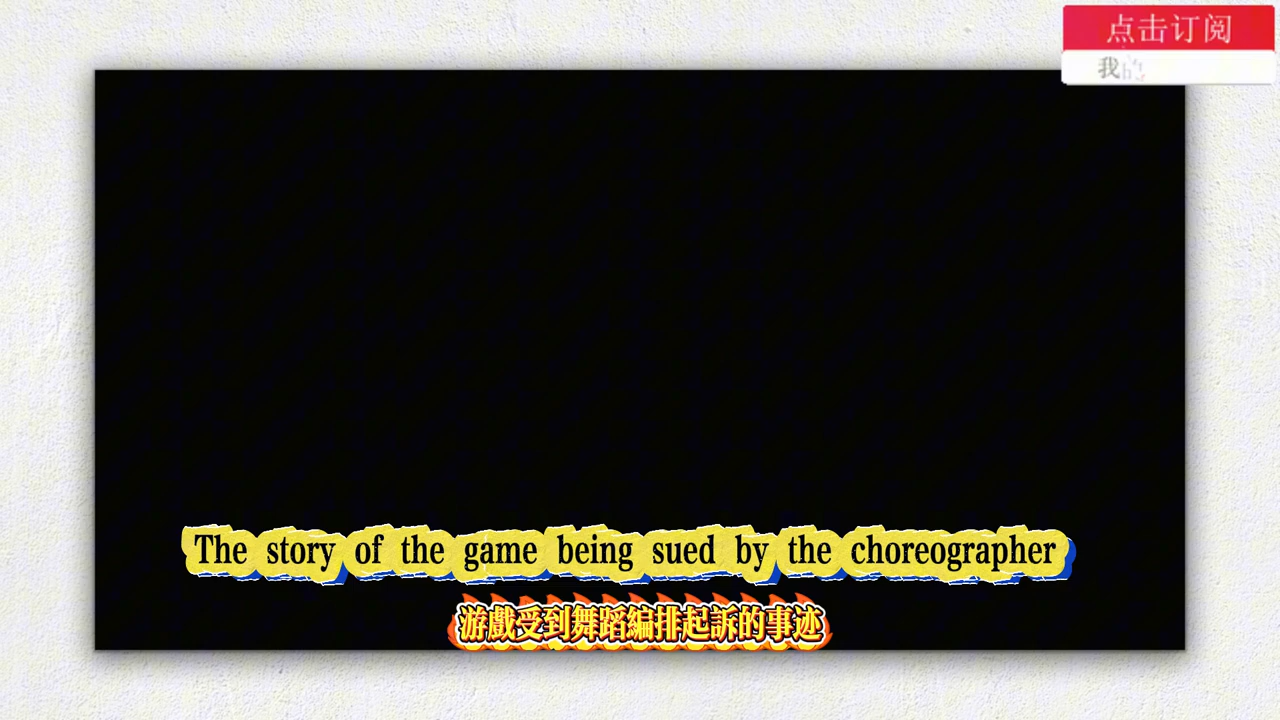 点击订阅
我的
The story of the game being sued by the choreographer
游戲受到舞蹈編排起訴的事迹